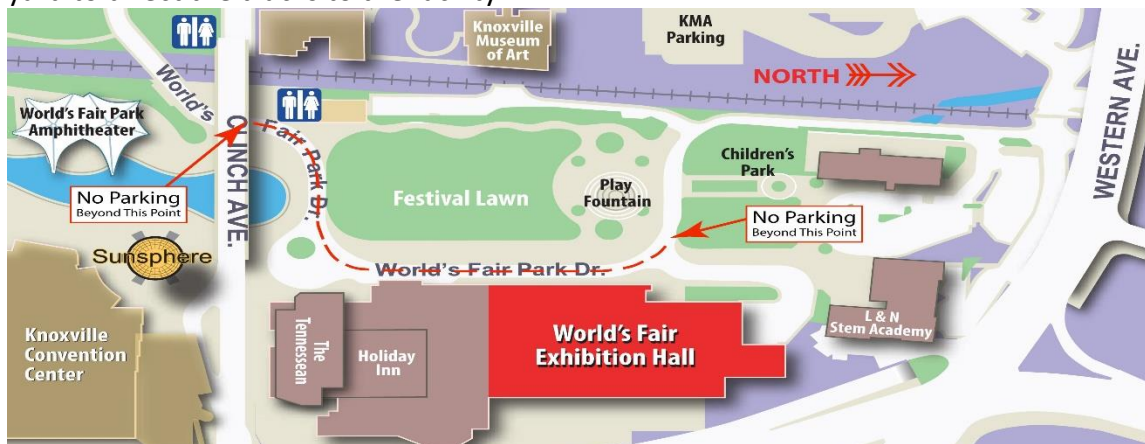 Knoxville
Museum
of Art
KMA
Parking
NORTH
WESTERN AVE.
World's
Fair Park Dr.
CLINCH AVE.
World's Fair Park
Amphitheater
No Parking
Beyond This Point
Sunsphere
Festival Lawn
Play
Fountain
Children's
Park
No Parking
Beyond This Point
World's Fair Park Dr.
Knoxville
Convention
Center
The
Tennessean
Holiday
Inn
World's Fair
Exhibition Hall
L & N
Stem Academy